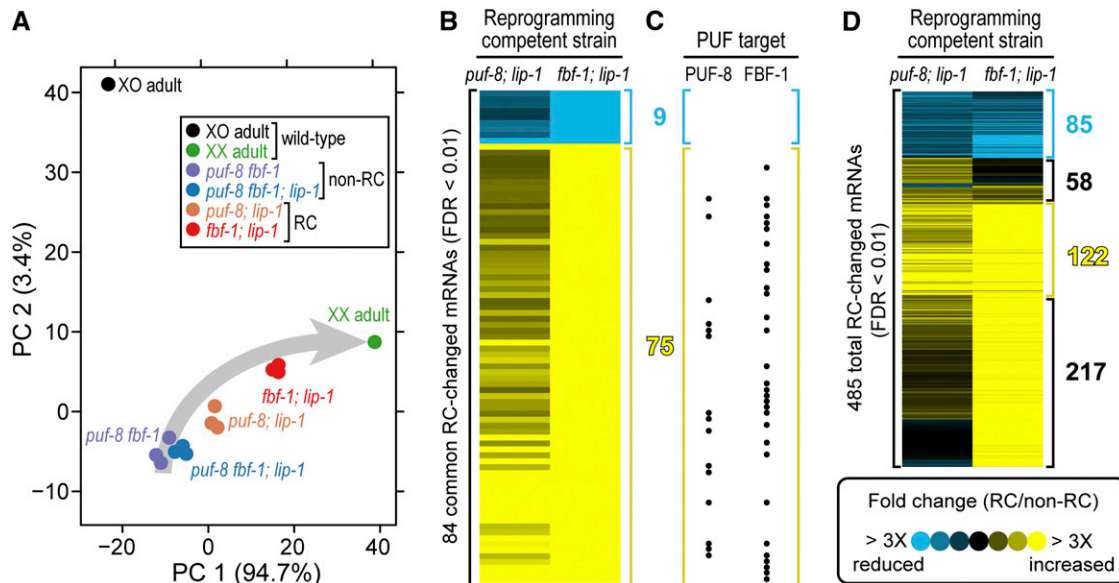 A
PC 2 (3.4%)
40
30
20
10
0
−10
−20
0
20
40
PC 1 (94.7%)
XO adult
XO adult
XX adult
wild-type
puf-8 fbf-1
puf-8 fbf-1; lip-1
non-RC
puf-8; lip-1
fbf-1; lip-1
RC
XX adult
fbf-1; lip-1
puf-8; lip-1
puf-8 fbf-1
puf-8 fbf-1; lip-1
B
Reprogramming
competent strain
puf-8; lip-1 fbf-1; lip-1
84 common RC-changed mRNAs (FDR < 0.01)
9
75
C
PUF target
PUF-8 FBF-1
D
Reprogramming
competent strain
puf-8; lip-1 fbf-1; lip-1
485 total RC-changed mRNAs
(FDR < 0.01)
85
58
122
217
Fold change (RC/non-RC)
> 3X
reduced
> 3X
increased